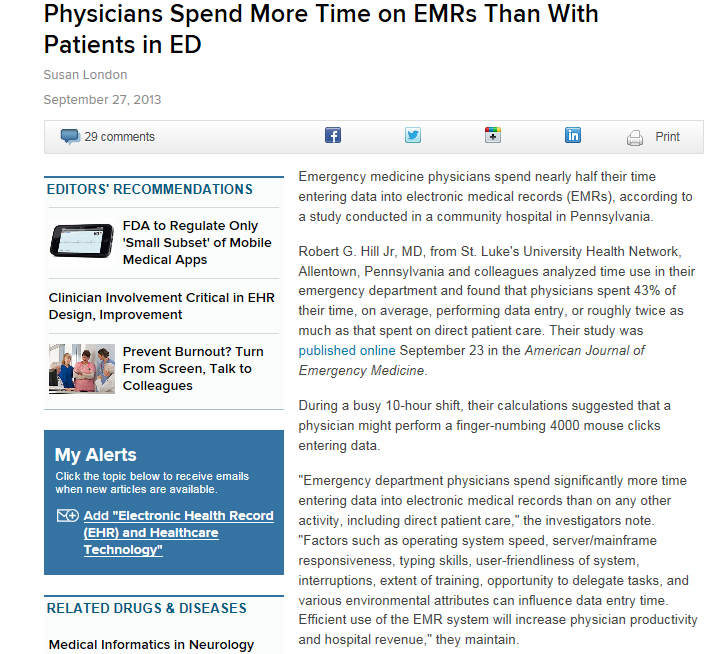 Physicians Spend More Time on EMRs Than With
Patients in ED
Susan London
September 27, 2013
29 comments
Print
EDITORS' RECOMMENDATIONS
FDA to Regulate Only
'Small Subset' of Mobile
Medical Apps
Clinician Involvement Critical in EHR
Design, Improvement
Prevent Burnout? Turn
From Screen, Talk to
Colleagues
My Alerts
Click the topic below to receive emails
when new articles are available.
Add "Electronic Health Record
(EHR) and Healthcare
Technology"
RELATED DRUGS & DISEASES
Medical Informatics in Neurology
Emergency medicine physicians spend nearly half their time
entering data into electronic medical records (EMRs), according to
a study conducted in a community hospital in Pennsylvania.
Robert G. Hill Jr, MD, from St. Luke's University Health Network,
Allentown, Pennsylvania and colleagues analyzed time use in their
emergency department and found that physicians spent 43% of
their time, on average, performing data entry, or roughly twice as
much as that spent on direct patient care. Their study was
published online September 23 in the American Journal of
Emergency Medicine.
During a busy 10-hour shift, their calculations suggested that a
physician might perform a finger-numbing 4000 mouse clicks
entering data.
"Emergency department physicians spend significantly more time
entering data into electronic medical records than on any other
activity, including direct patient care," the investigators note.
"Factors such as operating system speed, server/mainframe
responsiveness, typing skills, user-friendliness of system,
interruptions, extent of training, opportunity to delegate tasks, and
various environmental attributes can influence data entry time.
Efficient use of the EMR system will increase physician productivity
and hospital revenue," they maintain.